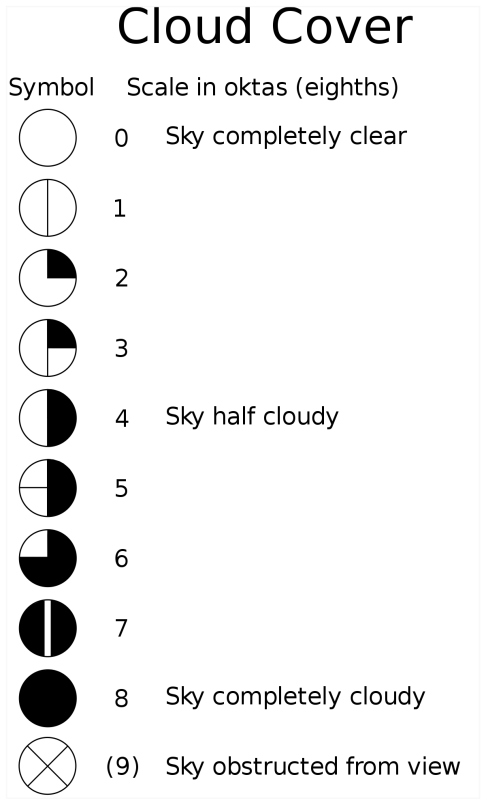 Cloud Cover
Symbol Scale in oktas (eighths)
0 Sky completely clear
1
2
3
4 Sky half cloudy
5
6
7
8 Sky completely cloudy
(9) Sky obstructed from view